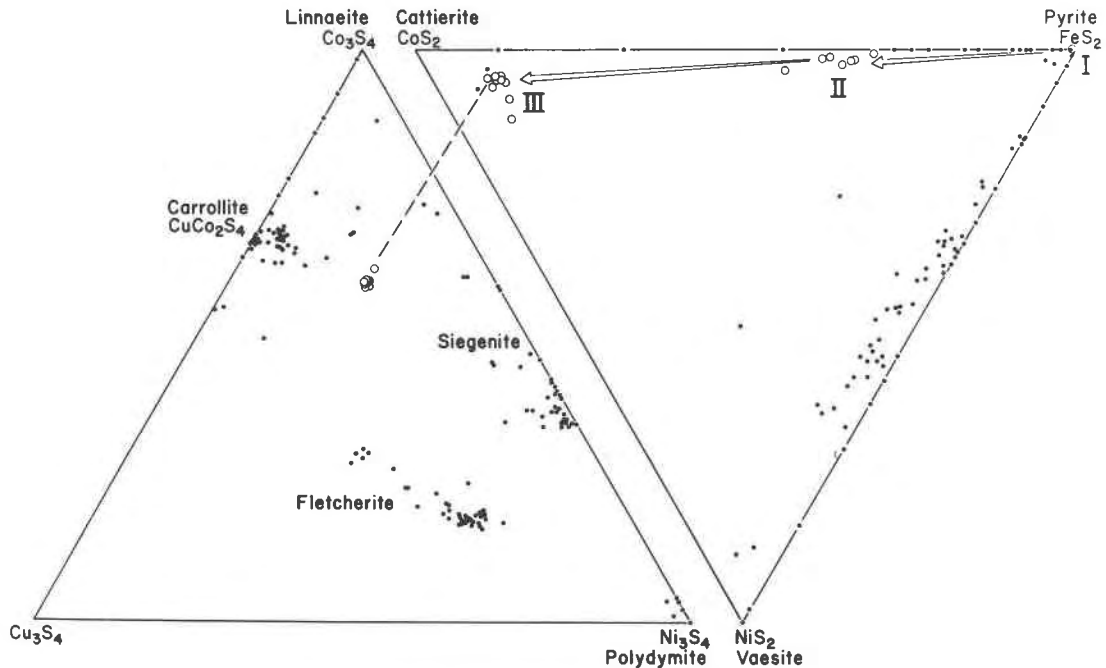 Linnaeite
Co₃S₄
Cattierite
CoS₂
Pyrite
FeS₂
I
II
III
Carrollite
CuCo₂S₄
Siegenite
Fletcherite
Cu₃S₄
Ni₃S₄
Polydymite
NiS₂
Vaesite